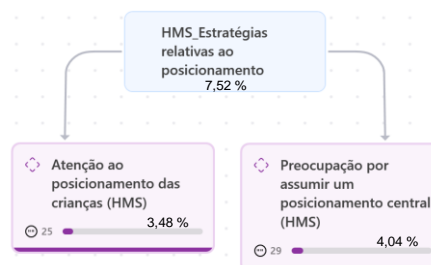 HMS_Estratégias
relativas ao
posicionamento
7,52 %
Atenção ao
posicionamento das
crianças (HMS)
25
3,48 %
Preocupação por
assumir um
posicionamento central
(HMS)
29
4,04 %